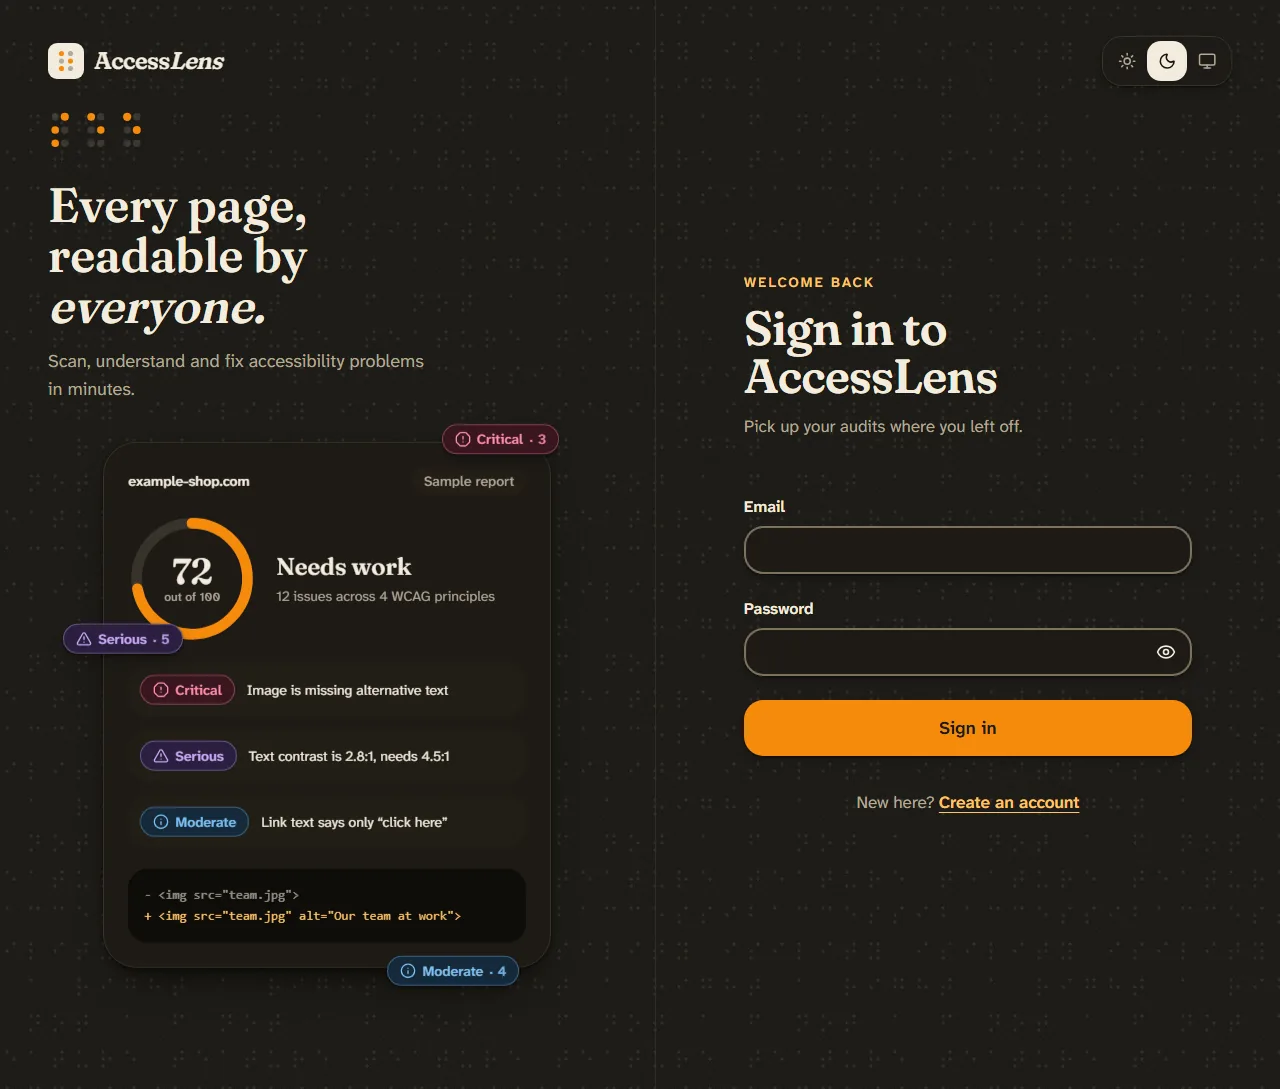 AccessLens
Every page,
readable by
everyone.
Scan, understand and fix accessibility problems
in minutes.
Critical · 3
example-shop.com
Sample report
72
out of 100
Needs work
12 issues across 4 WCAG principles
Serious · 5
Critical Image is missing alternative text
Serious Text contrast is 2.8:1, needs 4.5:1
Moderate Link text says only “click here”
- <img src="team.jpg">
+ <img src="team.jpg" alt="Our team at work">
Moderate · 4
WELCOME BACK
Sign in to
AccessLens
Pick up your audits where you left off.
Email
Password
Sign in
New here? Create an account